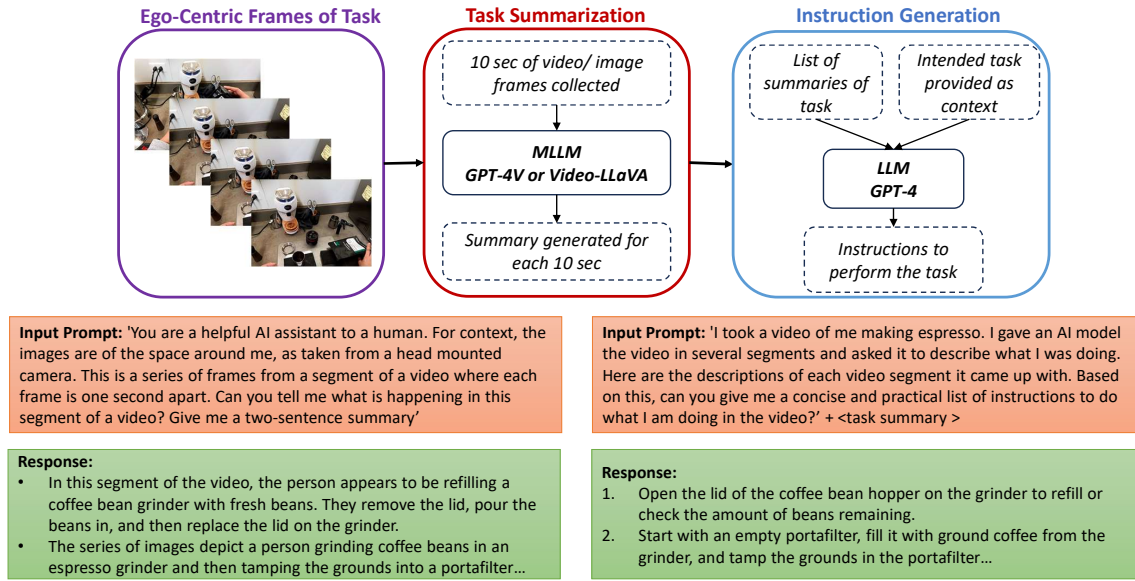 Ego-Centric Frames of Task
Task Summarization
Instruction Generation
10 sec of video/ image
frames collected
MLLM
GPT-4V or Video-LLaVA
Summary generated for
each 10 sec
List of
summaries of
task
Intended task
provided as
context
LLM
GPT-4
Instructions to
perform the task
Input Prompt: 'You are a helpful AI assistant to a human. For context, the
images are of the space around me, as taken from a head mounted
camera. This is a series of frames from a segment of a video where each
frame is one second apart. Can you tell me what is happening in this
segment of a video? Give me a two-sentence summary’
Response:
• In this segment of the video, the person appears to be refilling a
coffee bean grinder with fresh beans. They remove the lid, pour the
beans in, and then replace the lid on the grinder.
• The series of images depict a person grinding coffee beans in an
espresso grinder and then tamping the grounds into a portafilter…
Input Prompt: 'I took a video of me making espresso. I gave an AI model
the video in several segments and asked it to describe what I was doing.
Here are the descriptions of each video segment it came up with. Based
on this, can you give me a concise and practical list of instructions to do
what I am doing in the video?’ + <task summary >
Response:
1. Open the lid of the coffee bean hopper on the grinder to refill or
check the amount of beans remaining.
2. Start with an empty portafilter, fill it with ground coffee from the
grinder, and tamp the grounds in the portafilter…